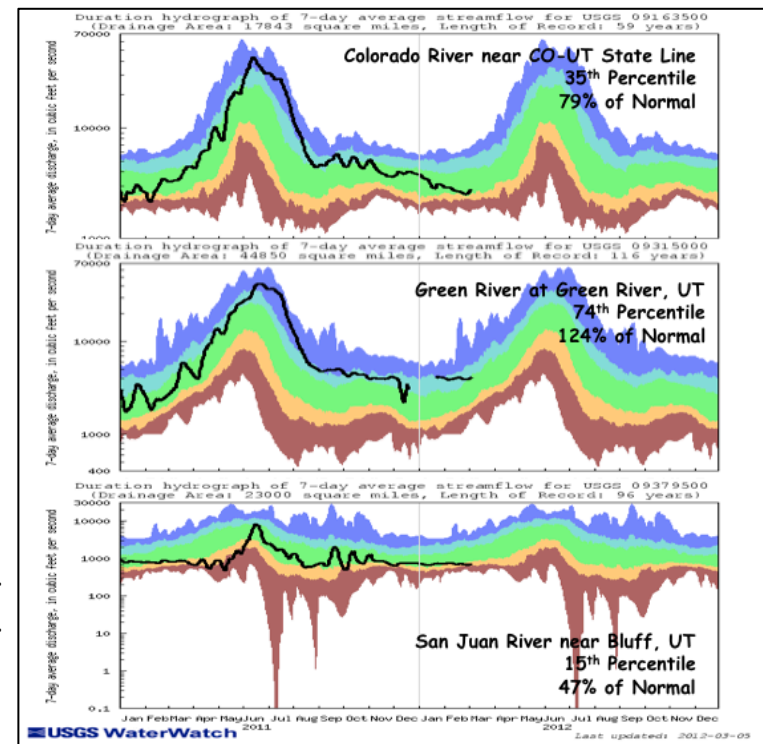 Duration hydrograph of 7-day average streamflow for USGS 09163500
(Drainage Area: 17843 square miles, Length of Record: 59 years)
70000
Colorado River near CO-UT State Line
35th Percentile
79% of Normal
10000
1000
7-day average discharge, in cubic feet per second
Duration hydrograph of 7-day average streamflow for USGS 09315000
(Drainage Area: 44850 square miles, Length of Record: 116 years)
70000
Green River at Green River, UT
74th Percentile
124% of Normal
10000
1000
400
7-day average discharge, in cubic feet per second
Duration hydrograph of 7-day average streamflow for USGS 09379500
(Drainage Area: 23000 square miles, Length of Record: 96 years)
30000
10000
1000
100
10
1
0.1
7-day average discharge, in cubic feet per second
San Juan River near Bluff, UT
15th Percentile
47% of Normal
Jan Feb Mar Apr May Jun Jul Aug Sep Oct Nov Dec Jan Feb Mar Apr May Jun Jul Aug Sep Oct Nov Dec
2011 2012
USGS WaterWatch
Last updated: 2012-03-05